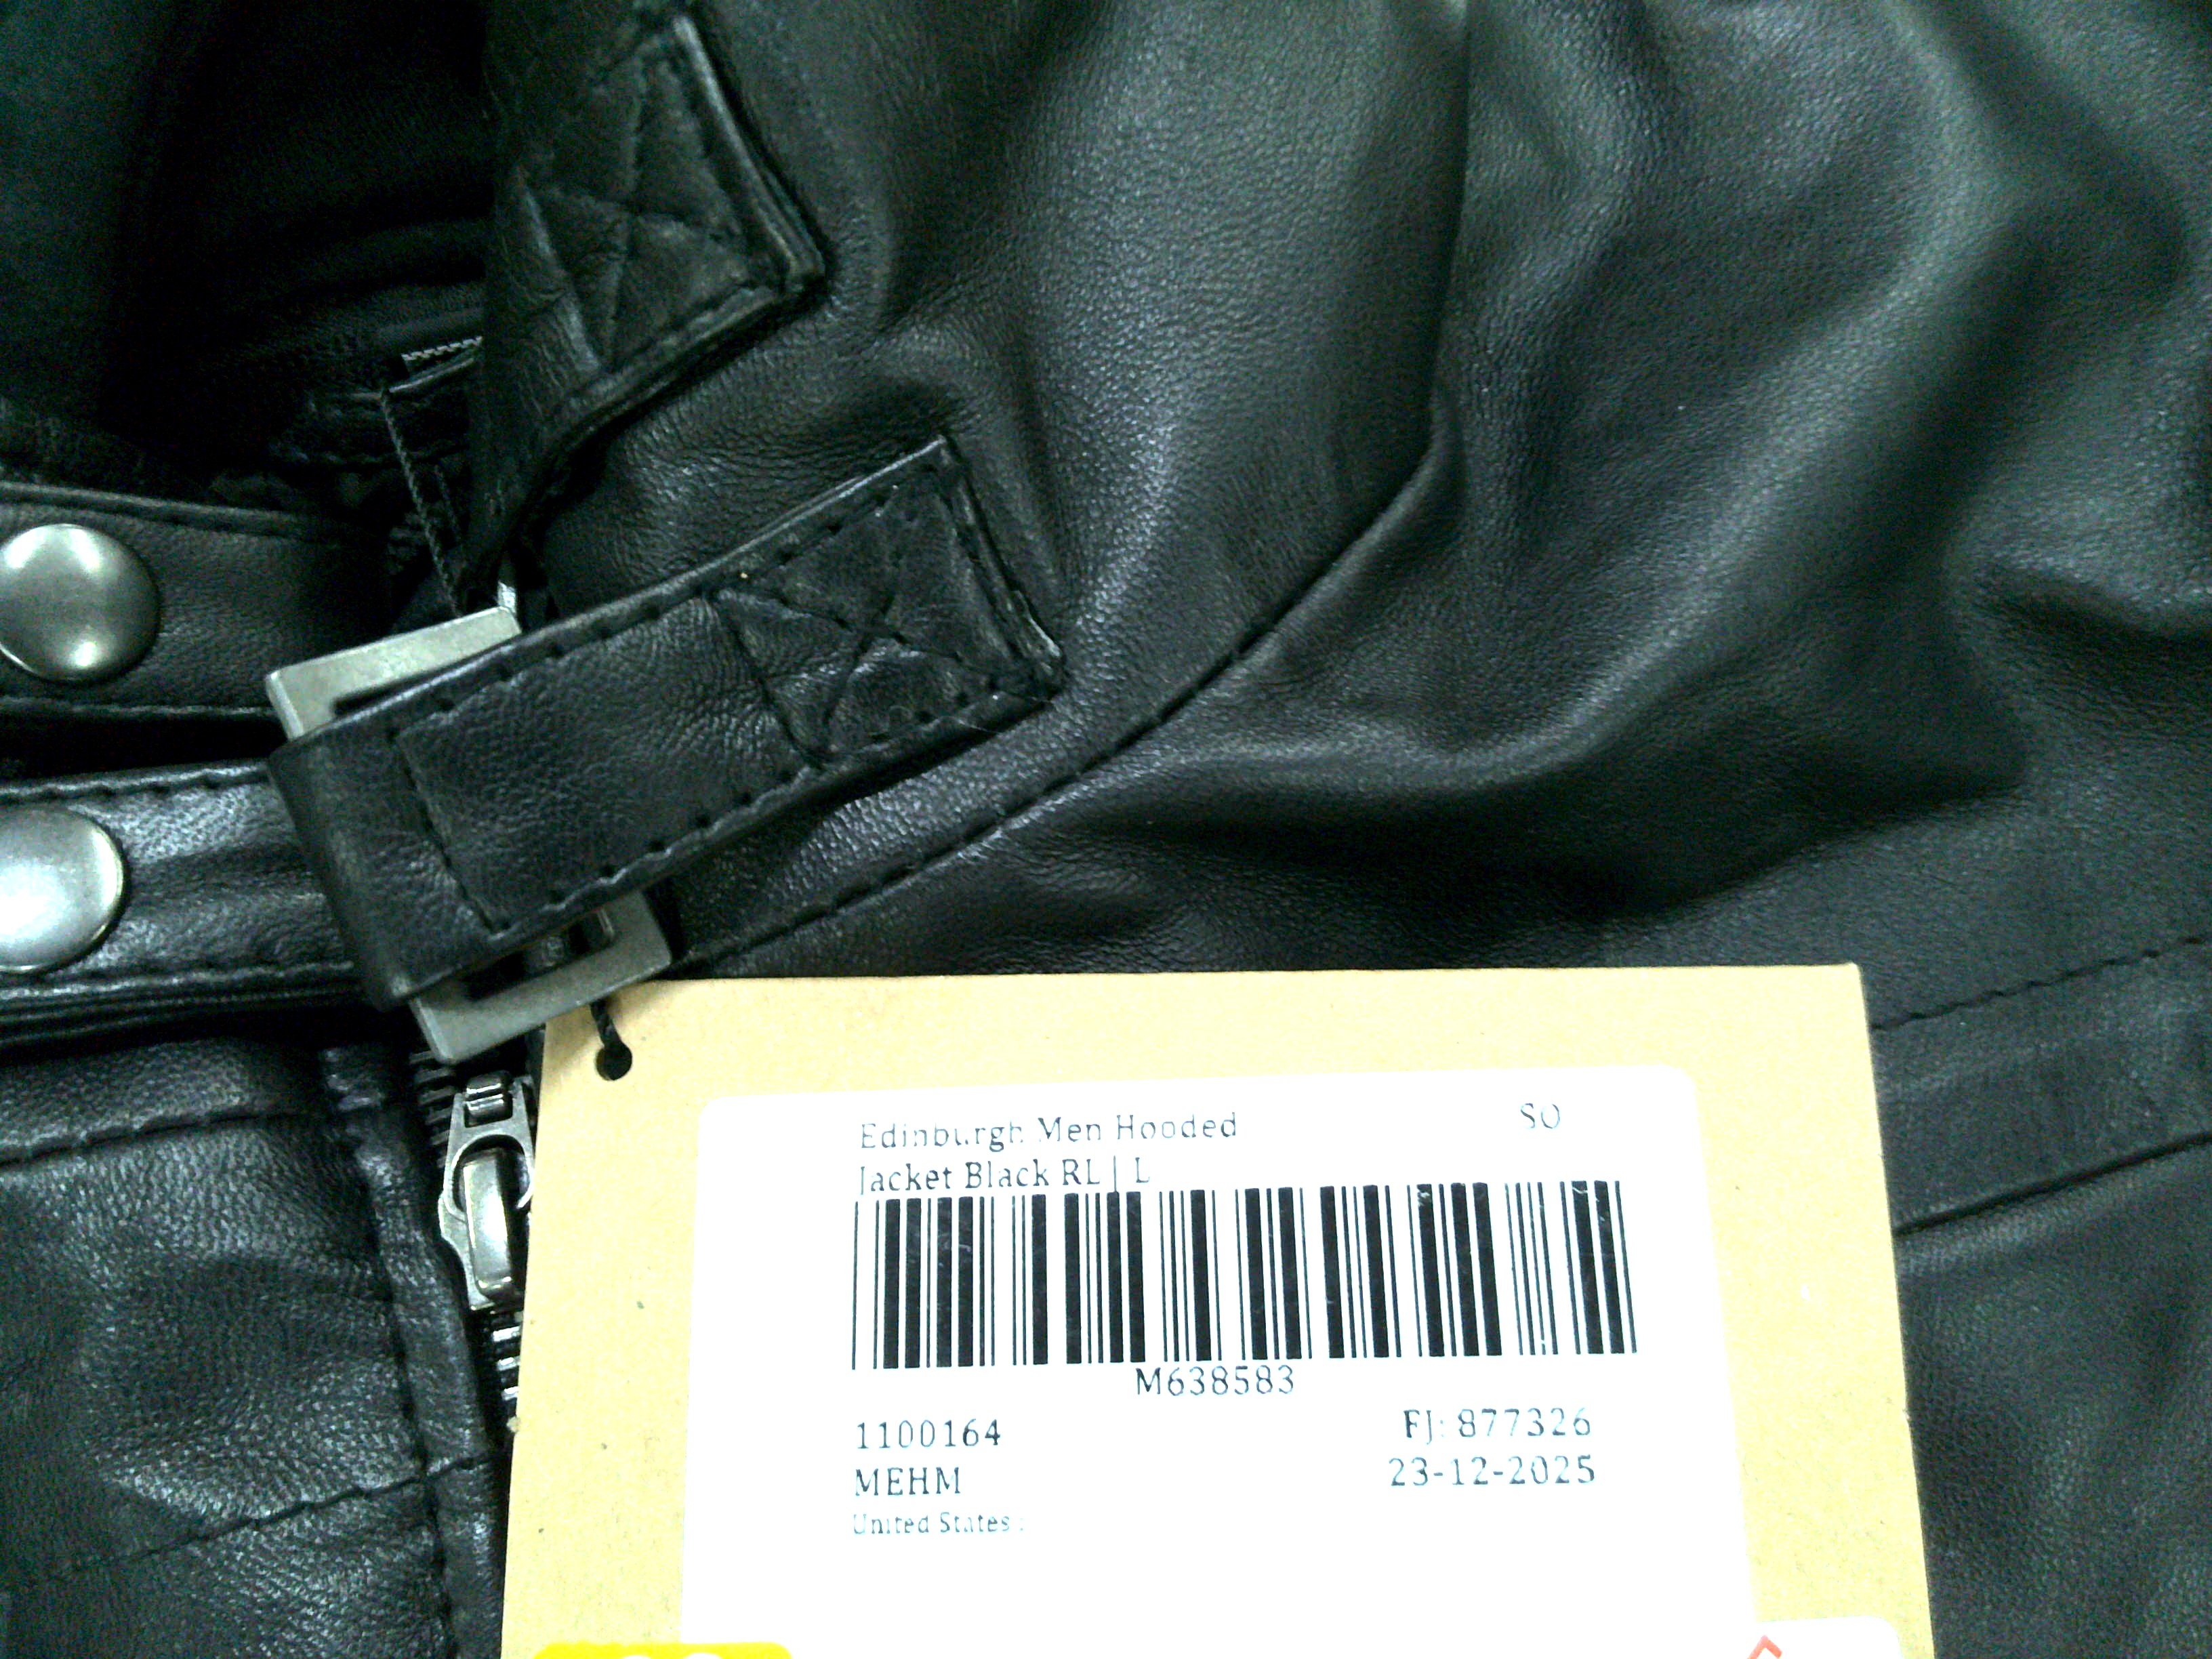 Edinburgh Men Hooded SO
Jacket Black RL | L
M638583
1100164 FJ: 877326
MEHM 23-12-2025
United States :